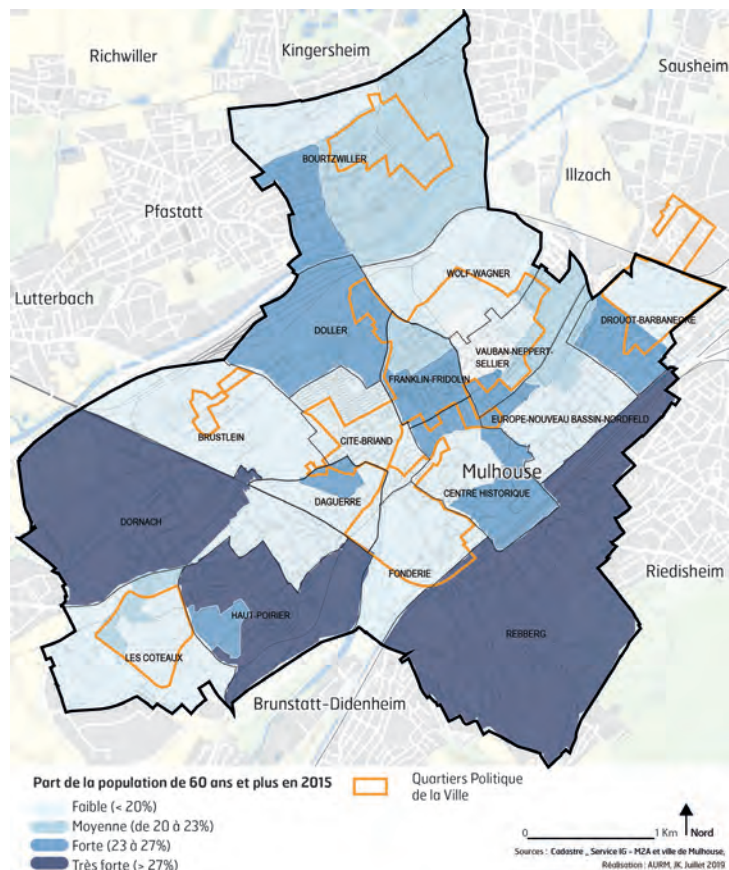 Richwiller
Kingersheim
Sausheim
BOURTZWILLER
Illzach
Pfastatt
WOLF-WAGNER
Lutterbach
DROUOT-BARBANEGRE
DOLLER
VAUBAN-NEPPERT-
SELLIER
FRANKLIN-FRIDOLIN
EUROPE-NOUVEAU BASSIN-NORDFELD
BRUSTLEIN
CITE-BRIAND
Mulhouse
DAGUERRE
CENTRE HISTORIQUE
DORNACH
FONDERIE
Riedisheim
HAUT-POIRIER
REBBERG
LES COTEAUX
Brunstatt-Didenheim
Part de la population de 60 ans et plus en 2015
Faible (< 20%)
Moyenne (de 20 à 23%)
Forte (23 à 27%)
Très forte (> 27%)
Quartiers Politique
de la Ville
0 1 Km Nord
Sources : Cadastre _ Service IG - M2A et ville de Mulhouse,
Réalisation : AURM, JK. Juillet 2019